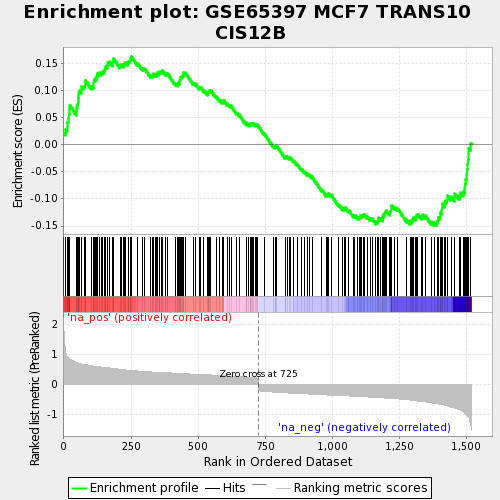 Enrichment plot: GSE65397 MCF7 TRANS10
CIS12B
Enrichment score (ES)
0.15
0.10
0.05
0.00
-0.05
-0.10
-0.15
Ranked list metric (PreRanked)
2
1
0
-1
'na_pos' (positively correlated)
Zero cross at 725
'na_neg' (negatively correlated)
0
250
500
750
1,000
1,250
1,500
Rank in Ordered Dataset
Enrichment profile
Hits
Ranking metric scores